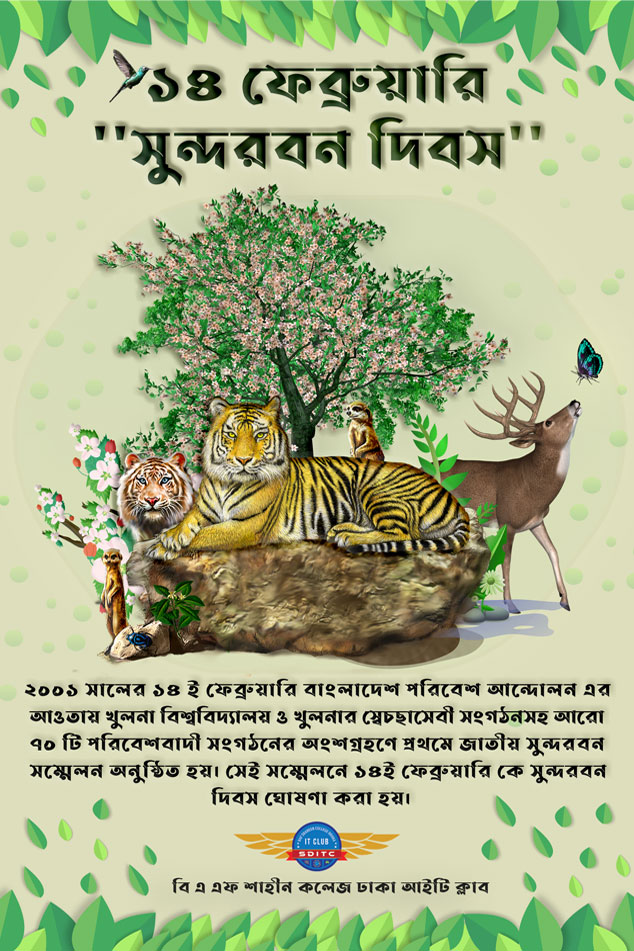 ১৪ ফেব্রুয়ারি
"সুন্দরবন দিবস"
২০০১ সালের ১৪ ই ফেব্রুয়ারি বাংলাদেশ পরিবেশ আন্দোলন এর
আওতায় খুলনা বিশ্ববিদ্যালয় ও খুলনার স্বেচছাসেবী সংগঠনসহ আরো
৭০ টি পরিবেশবাদী সংগঠনের অংশগ্রহণে প্রথমে জাতীয় সুন্দরবন
সম্মেলন অনুষ্ঠিত হয়। সেই সম্মেলনে ১৪ই ফেব্রুয়ারি কে সুন্দরবন
দিবস ঘোষণা করা হয়।
IT CLUB
SDITC
বি এ এফ শাহীন কলেজ ঢাকা আইটি ক্লাব